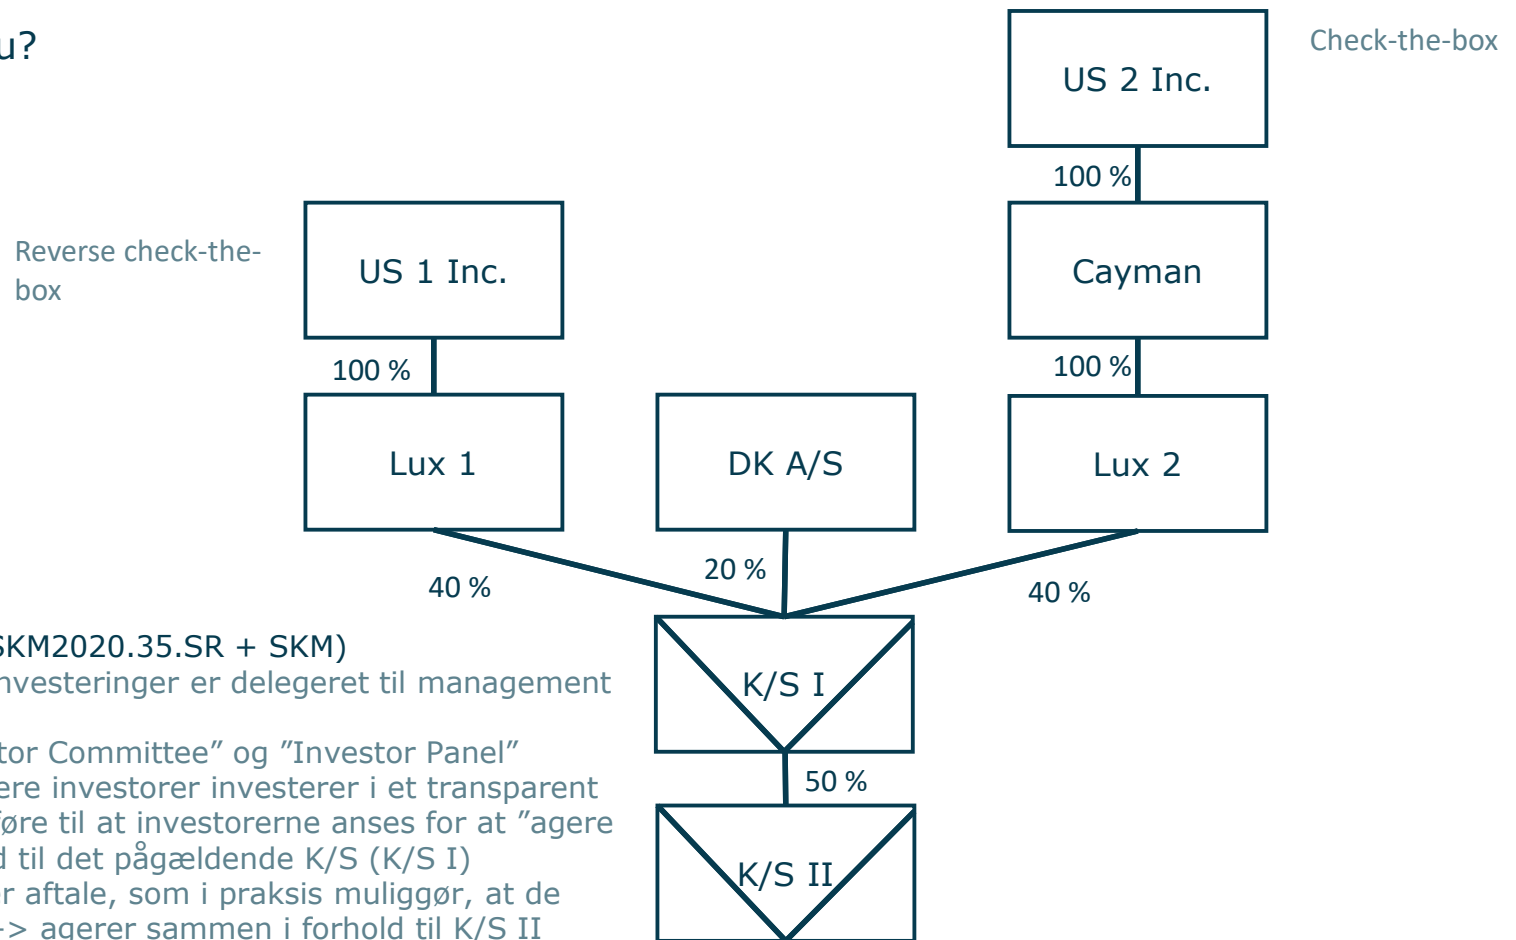 u?
US 2 Inc.
Check-the-box
100 %
Reverse check-the-
box
US 1 Inc.
Cayman
100 %
100 %
Lux 1
DK A/S
Lux 2
40 %
20 %
40 %
SKM2020.35.SR + SKM)
nvesteringer er delegeret til management
tor Committee” og ”Investor Panel”
ere investorer investerer i et transparent
føre til at investorerne anses for at ”agere
d til det pågældende K/S (K/S I)
er aftale, som i praksis muliggør, at de
-> agerer sammen i forhold til K/S II
K/S I
50 %
K/S II